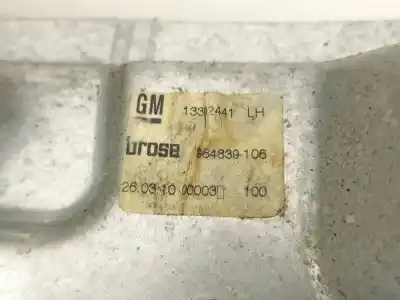 GM 13312441 LH
brose 964839-106
26.03.10 00003 100